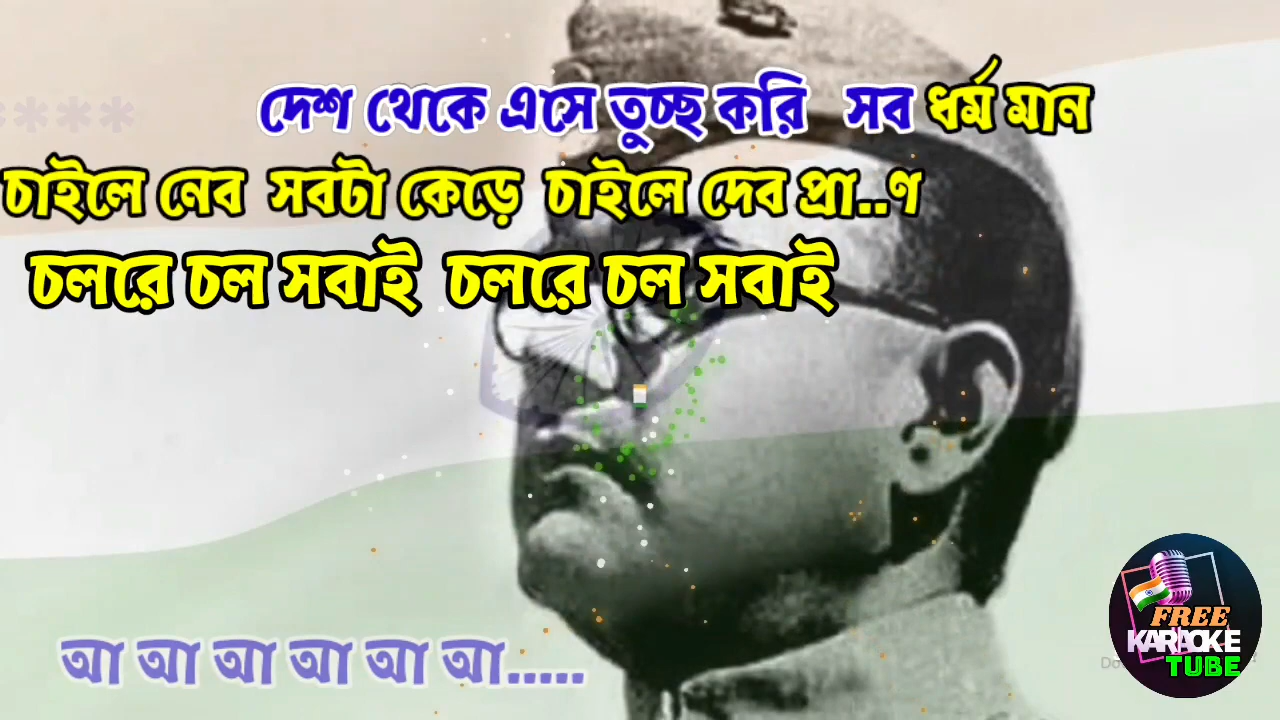 ****
দেশ থেকে এসে তুচ্ছ করি সব ধর্ম মান
চাইলে নেব সবটা কেড়ে চাইলে দেব প্রা..ণ
চলরে চল সবাই চলরে চল সবাই
আ আ আ আ আ আ.....
FREE
KARAOKE
TUBE